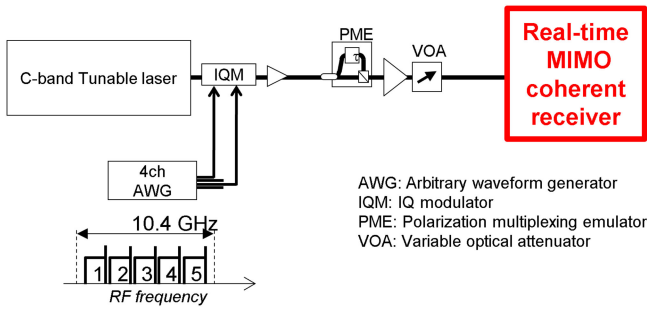 PME
Real-time
MIMO
coherent
receiver
VOA
C-band Tunable laser
IQM
τ
4ch
AWG
AWG: Arbitrary waveform generator
IQM: IQ modulator
PME: Polarization multiplexing emulator
VOA: Variable optical attenuator
10.4 GHz
1 2 3 4 5
RF frequency